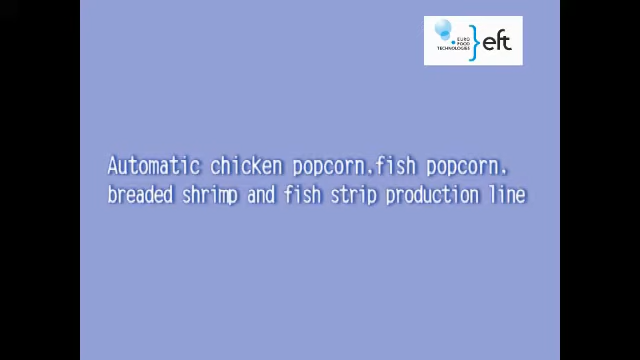 EURO
FOOD
TECHNOLOGIES
eft
Automatic chicken popcorn,fish popcorn,
breaded shrimp and fish strip production line